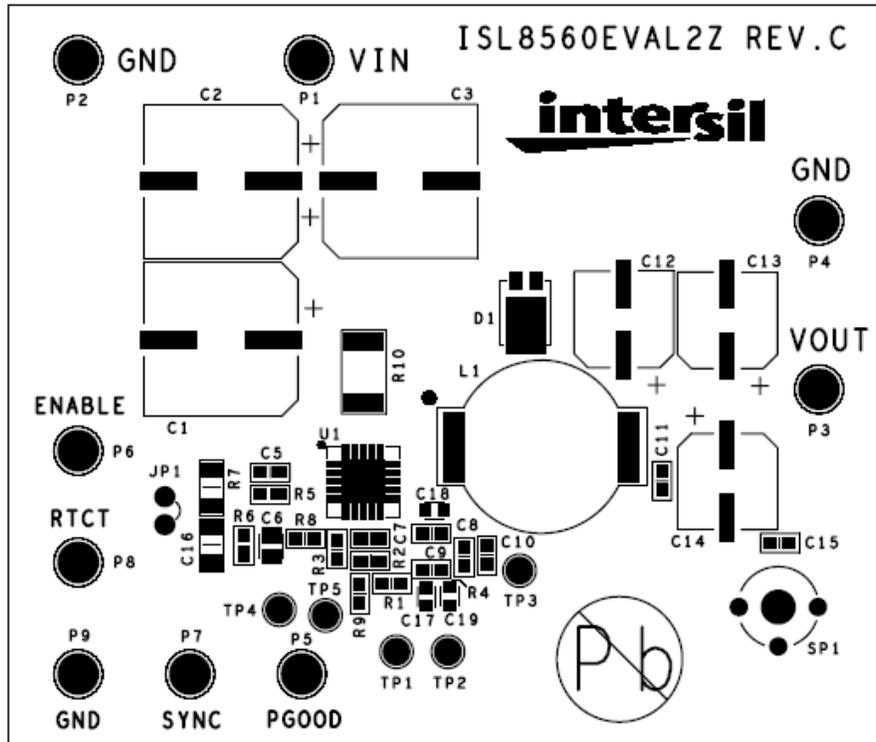 ISL8560EVAL2Z REV.C
GND
VIN
P2
P1
C2
C3
intersil
GND
P4
C12
C13
D1
VOUT
P3
R10
L1
C1
ENABLE
P6
U1
C11
JP1
R7
C5
R5
C18
RTCT
P8
C16
R6
C6
R8
R3
C7
R2
C8
C10
C9
C14
C15
TP4
TP5
R9
R1
R4
TP3
C17
C19
SP1
P9
P7
P5
TP1
TP2
Pb
GND
SYNC
PGOOD